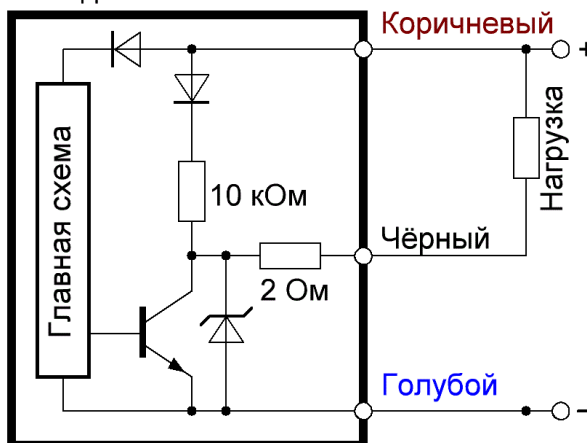 Коричневый
+
Главная схема
10 кОм
Нагрузка
Чёрный
2 Ом
Голубой
−